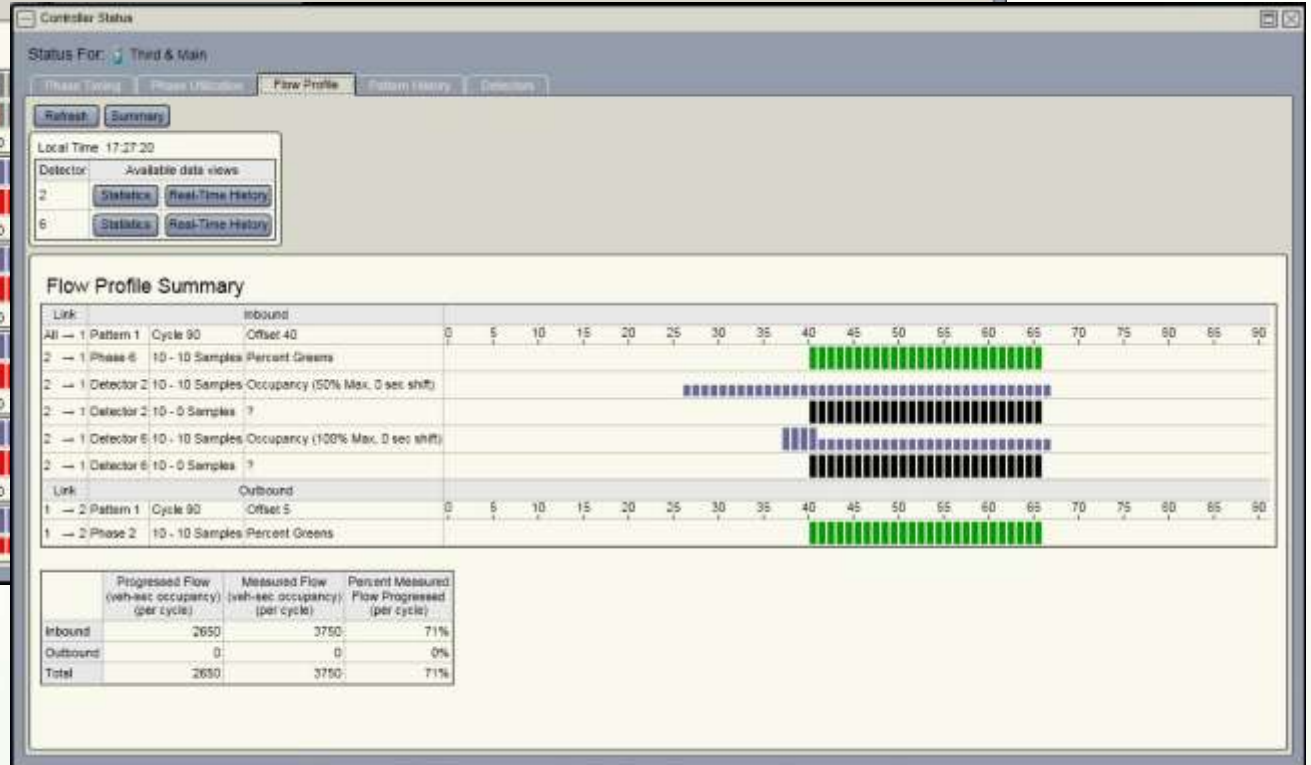 Controller Status
Status For: Third & Main
Phase Timing Phase Utilization Flow Profile Pattern History Detectors
Refresh Summary
Local Time 17:27:20
Detector Available data views
2 Statistics Real-Time History
6 Statistics Real-Time History
Flow Profile Summary
Link Inbound
All → 1 Pattern 1 Cycle 90 Offset 40 0 5 10 15 20 25 30 35 40 45 50 55 60 65 70 75 80 85 90
2 → 1 Phase 6 10 - 10 Samples Percent Greens
2 → 1 Detector 2 10 - 10 Samples Occupancy (50% Max, 0 sec shift)
2 → 1 Detector 2 10 - 0 Samples ?
2 → 1 Detector 6 10 - 10 Samples Occupancy (100% Max, 0 sec shift)
2 → 1 Detector 6 10 - 0 Samples ?
Link Outbound
1 → 2 Pattern 1 Cycle 90 Offset 5 0 5 10 15 20 25 30 35 40 45 50 55 60 65 70 75 80 85 90
1 → 2 Phase 2 10 - 10 Samples Percent Greens
Progressed Flow Measured Flow Percent Measured
(veh-sec occupancy) (veh-sec occupancy) Flow Progressed
(per cycle) (per cycle) (per cycle)
Inbound 2650 3750 71%
Outbound 0 0 0%
Total 2650 3750 71%